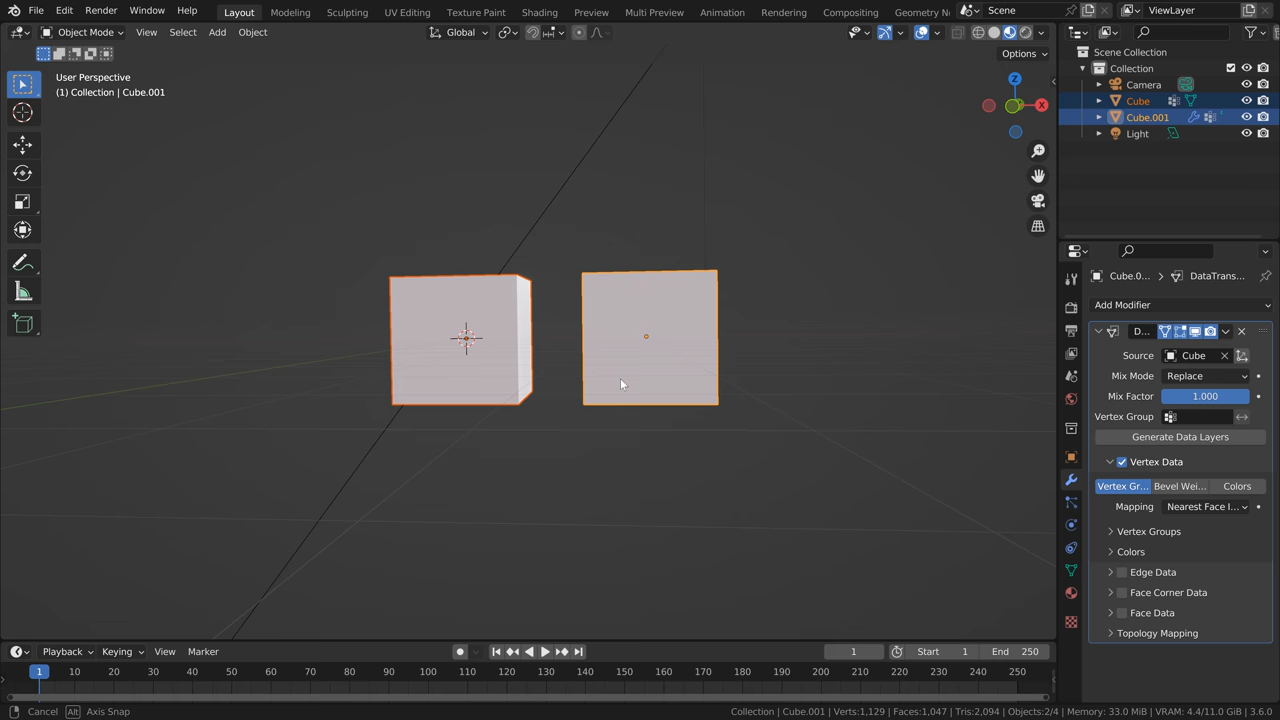 File Edit Render Window Help Layout Modeling Sculpting UV Editing Texture Paint Shading Preview Multi Preview Animation Rendering Compositing Geometry No Scene ViewLayer
Object Mode View Select Add Object Global
Options
User Perspective
(1) Collection | Cube.001
X
Z
Scene Collection
Collection
Camera
Cube
Cube.001
Light
Cube.0... > DataTrans...
Add Modifier
D...
Source Cube
Mix Mode Replace
Mix Factor 1.000
Vertex Group
Generate Data Layers
Vertex Data
Vertex Gr... Bevel Wei... Colors
Mapping Nearest Face I...
Vertex Groups
Colors
Edge Data
Face Corner Data
Face Data
Topology Mapping
Playback Keying View Marker 1 Start 1 End 250
1 20 30 40 50 60 70 80 90 100 110 120 130 140 150 160 170 180 190 200 210 220 230 240 250
Cancel Alt Axis Snap Collection | Cube.001 | Verts:1,129 | Faces:1,047 | Tris:2,094 | Objects:2/4 | Memory: 33.0 MiB | VRAM: 4.4/11.0 GiB | 3.6.0